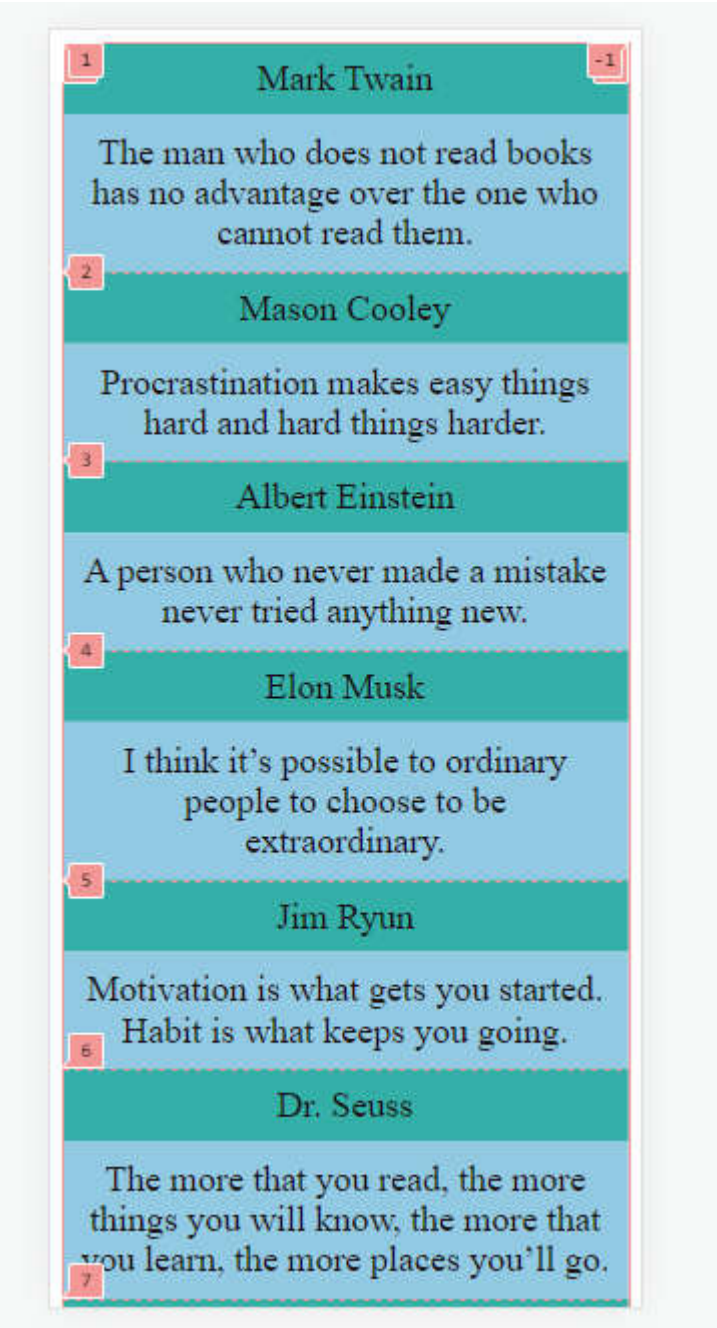 1
-1
Mark Twain
The man who does not read books
has no advantage over the one who
cannot read them.
2
Mason Cooley
Procrastination makes easy things
hard and hard things harder.
3
Albert Einstein
A person who never made a mistake
never tried anything new.
4
Elon Musk
I think it’s possible to ordinary
people to choose to be
extraordinary.
5
Jim Ryun
Motivation is what gets you started.
Habit is what keeps you going.
6
Dr. Seuss
The more that you read, the more
things you will know, the more that
you learn, the more places you’ll go.
7